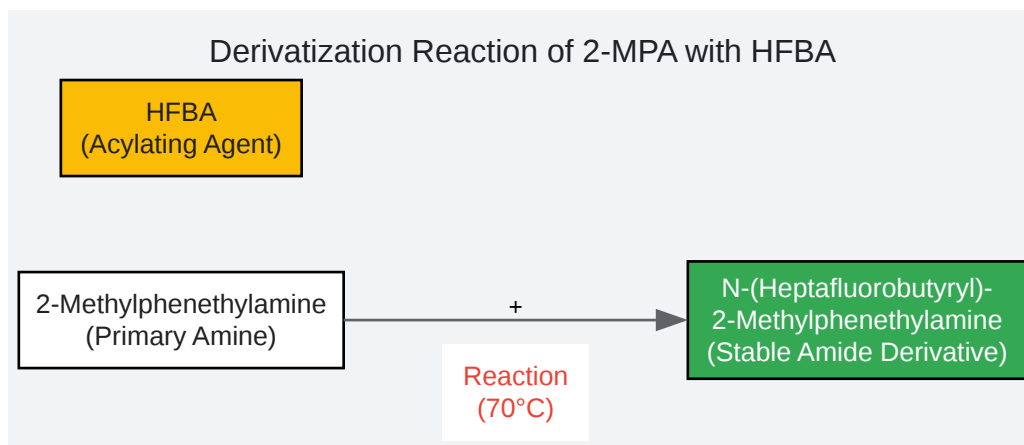 Derivatization Reaction of 2-MPA with HFBA
HFBA
(Acylating Agent)
2-Methylphenethylamine
(Primary Amine)
+
Reaction
(70°C)
N-(Heptafluorobutyryl)-
2-Methylphenethylamine
(Stable Amide Derivative)